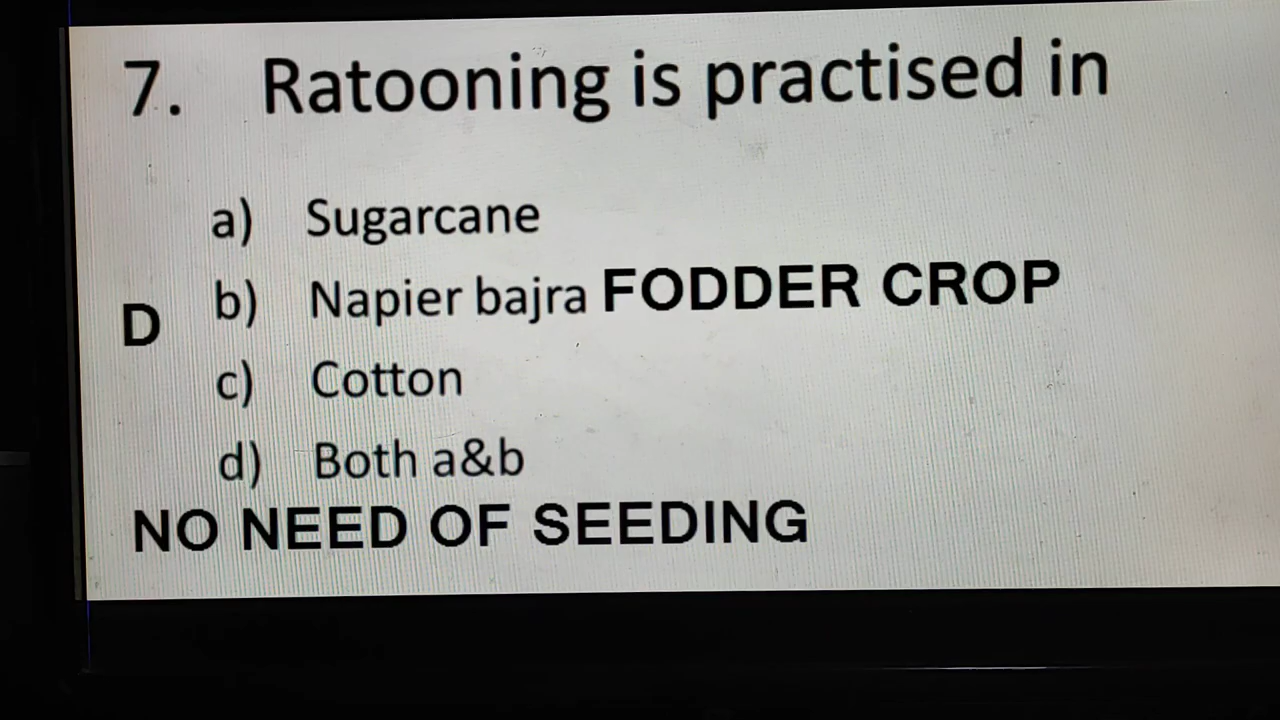 7. Ratooning is practised in
a) Sugarcane
b) Napier bajra FODDER CROP
D
c) Cotton
d) Both a&b
NO NEED OF SEEDING